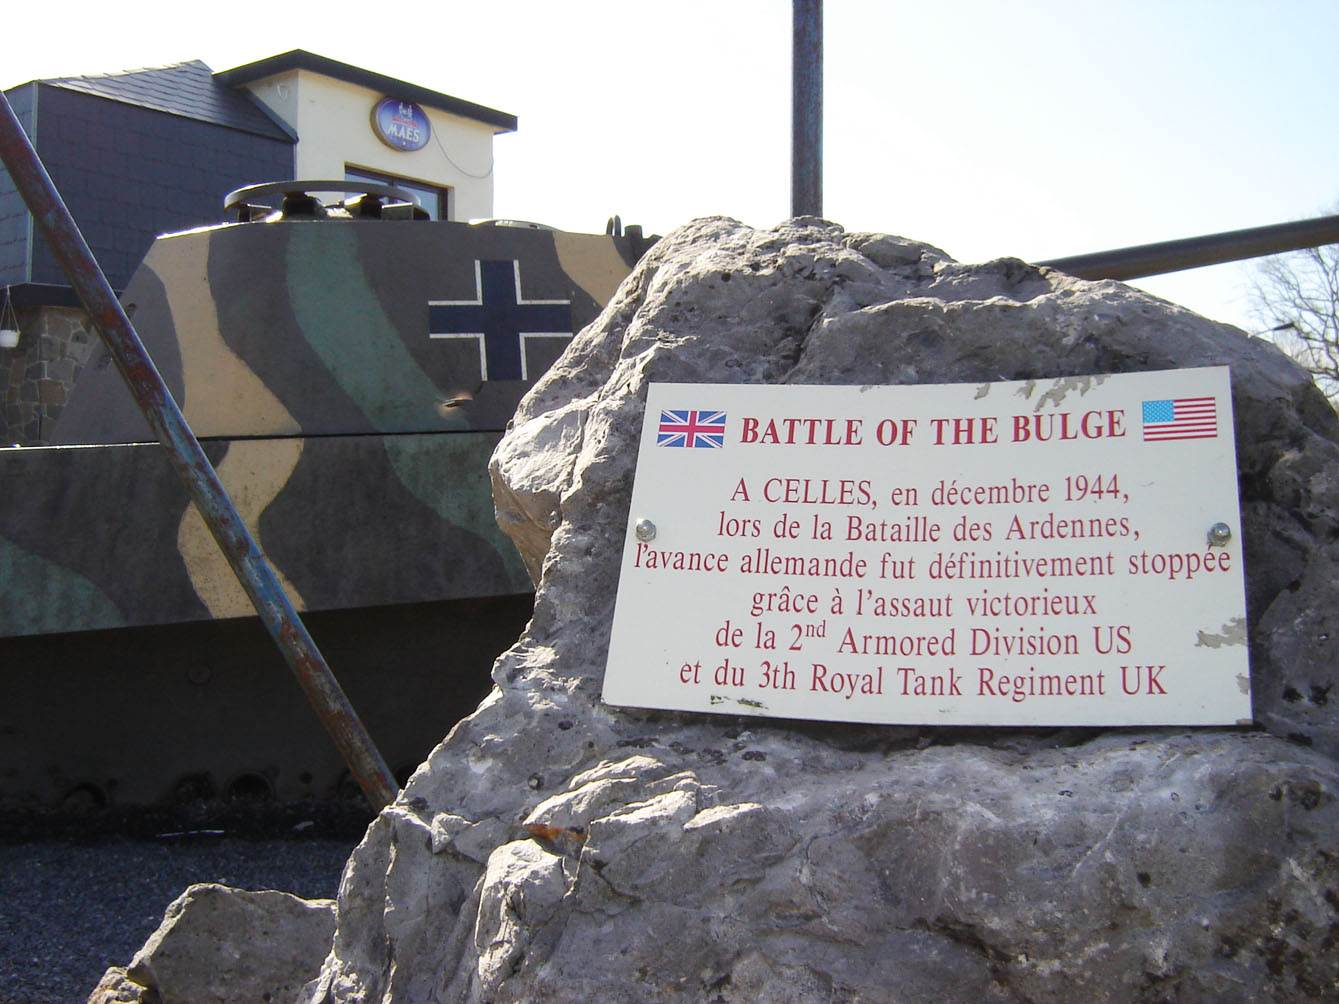 MAES
BATTLE OF THE BULGE
A CELLES, en décembre 1944,
lors de la Bataille des Ardennes,
l'avance allemande fut définitivement stoppée
grâce à l'assaut victorieux
de la 2nd Armored Division US
et du 3th Royal Tank Regiment UK